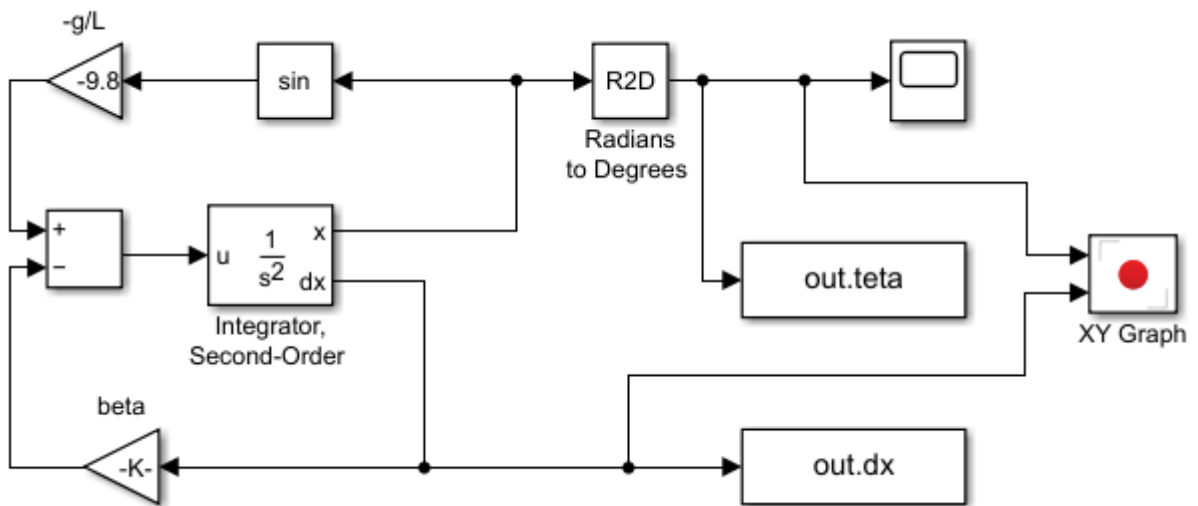 -g/L
-9.8
sin
R2D
Radians
to Degrees
+
−
u
1
s2
x
dx
Integrator,
Second-Order
out.teta
XY Graph
beta
-K-
out.dx